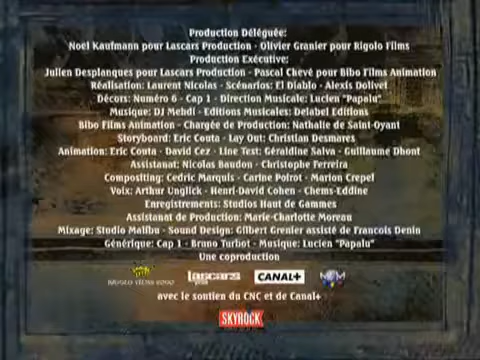 Production Déléguée:
Noel Kaufmann pour Lascars Production - Olivier Granier pour Rigolo Films
Production Exécutive:
Julien Desplanques pour Lascars Production - Pascal Chevé pour Bibo Films Animation
Réalisation: Laurent Nicolas - Scénarios: El Diablo - Alexis Dolivet
Décors: Numéro 6 - Cap 1 - Direction Musicale: Lucien "Papalu"
Musique: DJ Mehdi - Editions Musicales: Delabel Editions
Bibo Films Animation - Chargée de Production: Nathalie de Saint-Oyant
Storyboard: Eric Couta - Lay Out: Christian Desmares
Animation: Eric Couta - David Cez - Line Test: Géraldine Salva - Guillaume Dhont
Assistanat: Nicolas Baudon - Christophe Ferreira
Compositing: Cedric Marquis - Carine Poirot - Marion Crepel
Voix: Arthur Unglick - Henri-David Cohen - Chems-Eddine
Enregistrements: Studios Haut de Gammes
Assistanat de Production: Marie-Charlotte Moreau
Mixage: Studio Malibu - Sound Design: Gilbert Grenier assisté de Francois Denin
Générique: Cap 1 - Bruno Turbot - Musique: Lucien "Papalu"
Une coproduction
lascars CANAL+
avec le soutien du CNC et de Canal+
SKYROCK